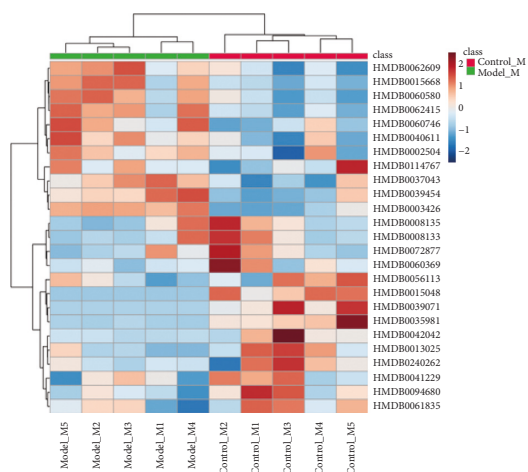 class
HMDB0062609
HMDB0015668
HMDB0060580
HMDB0062415
HMDB0060746
HMDB0040611
HMDB0002504
HMDB0114767
HMDB0037043
HMDB0039454
HMDB0003426
HMDB0008135
HMDB0008133
HMDB0072877
HMDB0060369
HMDB0056113
HMDB0015048
HMDB0039071
HMDB0035981
HMDB0042042
HMDB0013025
HMDB0240262
HMDB0041229
HMDB0094680
HMDB0061835
class
Control_M
Model_M
2
1
0
−1
−2
Model_M5
Model_M2
Model_M3
Model_M1
Model_M4
Control_M2
Control_M1
Control_M3
Control_M4
Control_M5